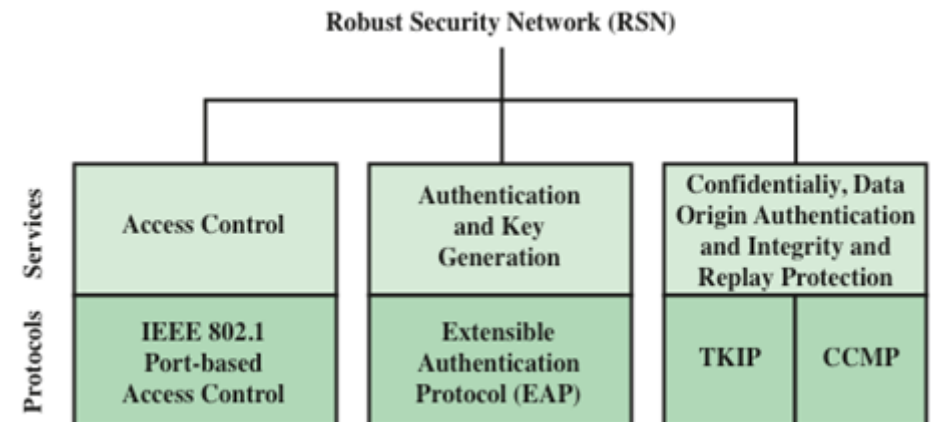 Robust Security Network (RSN)
Services
Access Control
Authentication
and Key
Generation
Confidentialiy, Data
Origin Authentication
and Integrity and
Replay Protection
Protocols
IEEE 802.1
Port-based
Access Control
Extensible
Authentication
Protocol (EAP)
TKIP
CCMP